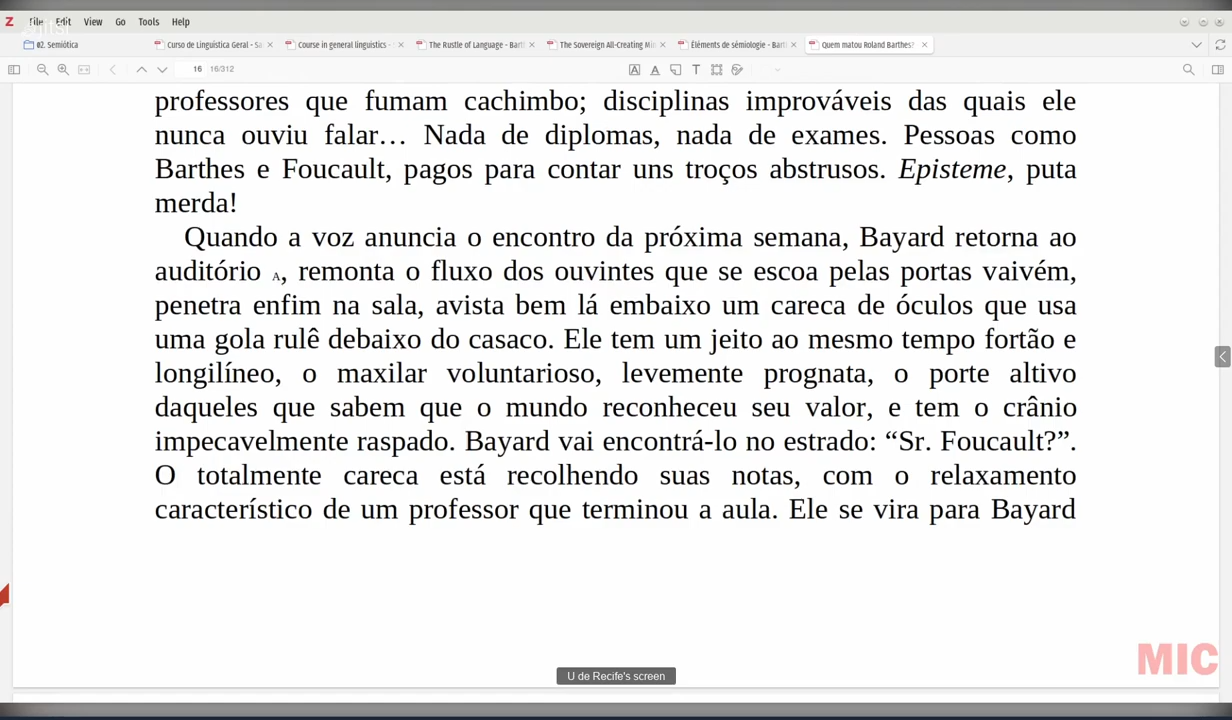 Z File Edit View Go Tools Help
02. Semiótica
Curso de Linguística Geral - Sa
Course in general linguistics -
The Rustle of Language - Bart
The Sovereign All-Creating Min
Éléments de sémiologie - Bart
Quem matou Roland Barthes?
16 16/312
professores que fumam cachimbo; disciplinas improváveis das quais ele
nunca ouviu falar… Nada de diplomas, nada de exames. Pessoas como
Barthes e Foucault, pagos para contar uns troços abstrusos. Episteme, puta
merda!
Quando a voz anuncia o encontro da próxima semana, Bayard retorna ao
auditório A, remonta o fluxo dos ouvintes que se escoa pelas portas vaivém,
penetra enfim na sala, avista bem lá embaixo um careca de óculos que usa
uma gola rulê debaixo do casaco. Ele tem um jeito ao mesmo tempo fortão e
longilíneo, o maxilar voluntarioso, levemente prognata, o porte altivo
daqueles que sabem que o mundo reconheceu seu valor, e tem o crânio
impecavelmente raspado. Bayard vai encontrá-lo no estrado: “Sr. Foucault?”.
O totalmente careca está recolhendo suas notas, com o relaxamento
característico de um professor que terminou a aula. Ele se vira para Bayard
MIC
U de Recife's screen